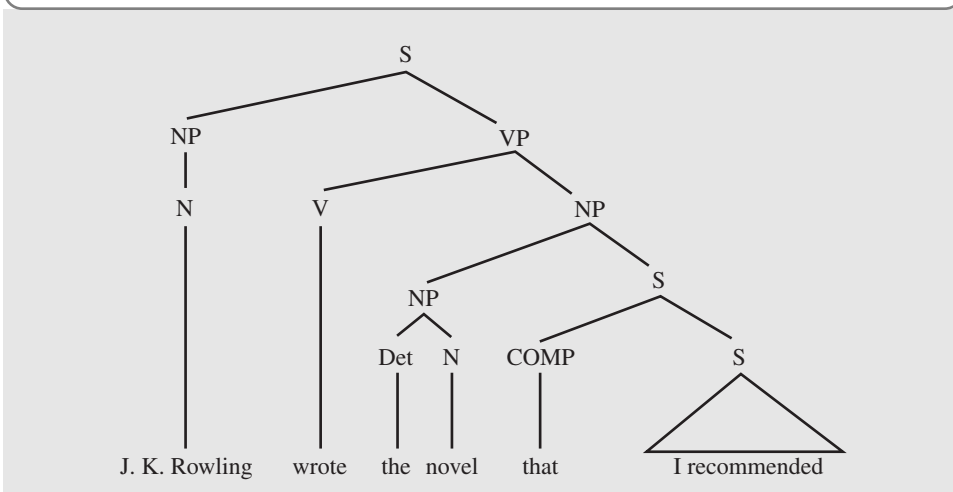 S
NP VP
N V NP
NP S
Det N COMP S
J. K. Rowling wrote the novel that I recommended